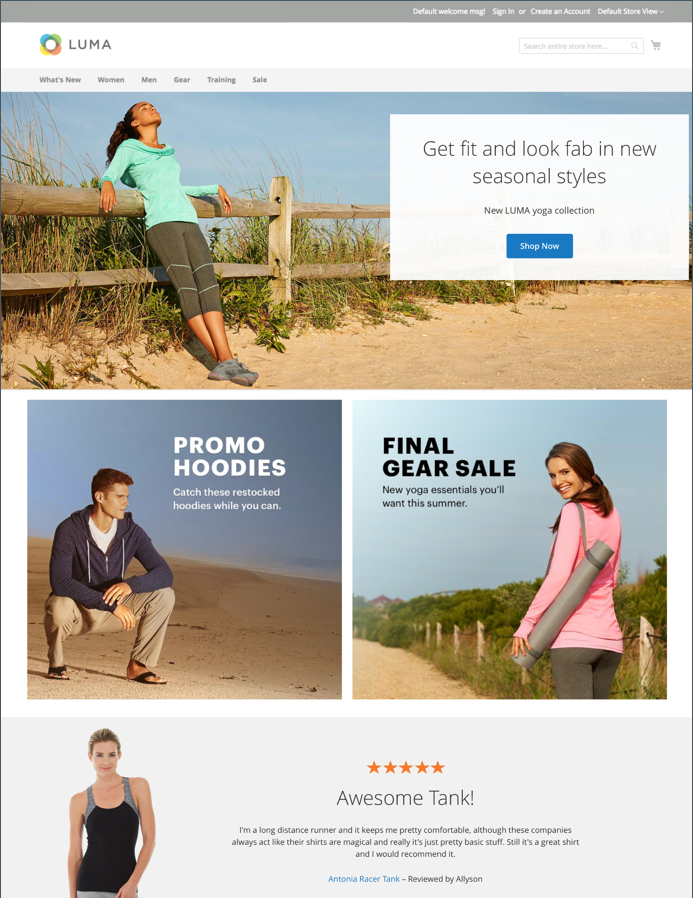 Default welcome msg! Sign In or Create an Account Default Store View
LUMA
Search entire store here...
What's New Women Men Gear Training Sale
Get fit and look fab in new
seasonal styles
New LUMA yoga collection
Shop Now
PROMO
HOODIES
Catch these restocked
hoodies while you can.
FINAL
GEAR SALE
New yoga essentials you'll
want this summer.
Awesome Tank!
I'm a long distance runner and it keeps me pretty comfortable, although these companies
always act like their shirts are magical and really it's just pretty basic stuff. Still it's a great shirt
and I would recommend it.
Antonia Racer Tank – Reviewed by Allyson